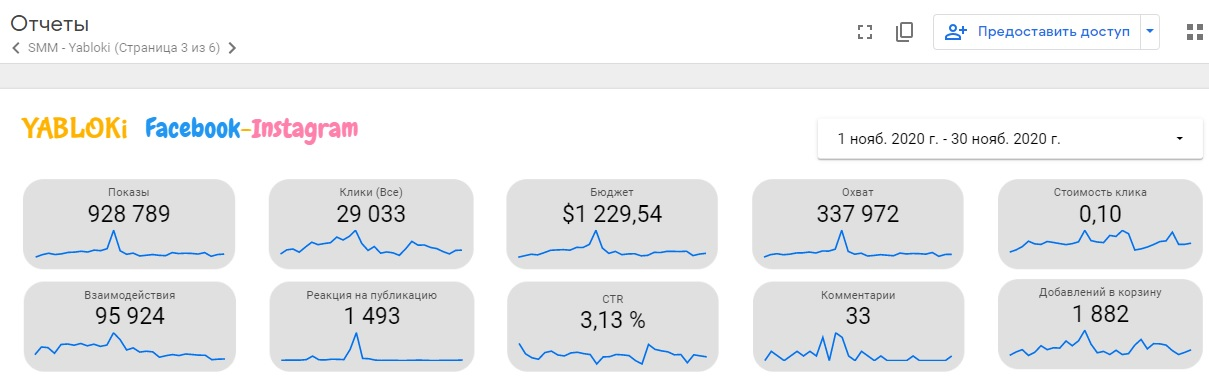 Отчеты
SMM - Yabloki (Страница 3 из 6)
Предоставить доступ
YABLOKi Facebook-Instagram
1 нояб. 2020 г. - 30 нояб. 2020 г.
Показы
928 789
Клики (Все)
29 033
Бюджет
$1 229,54
Охват
337 972
Стоимость клика
0,10
Взаимодействия
95 924
Реакция на публикацию
1 493
CTR
3,13 %
Комментарии
33
Добавлений в корзину
1 882